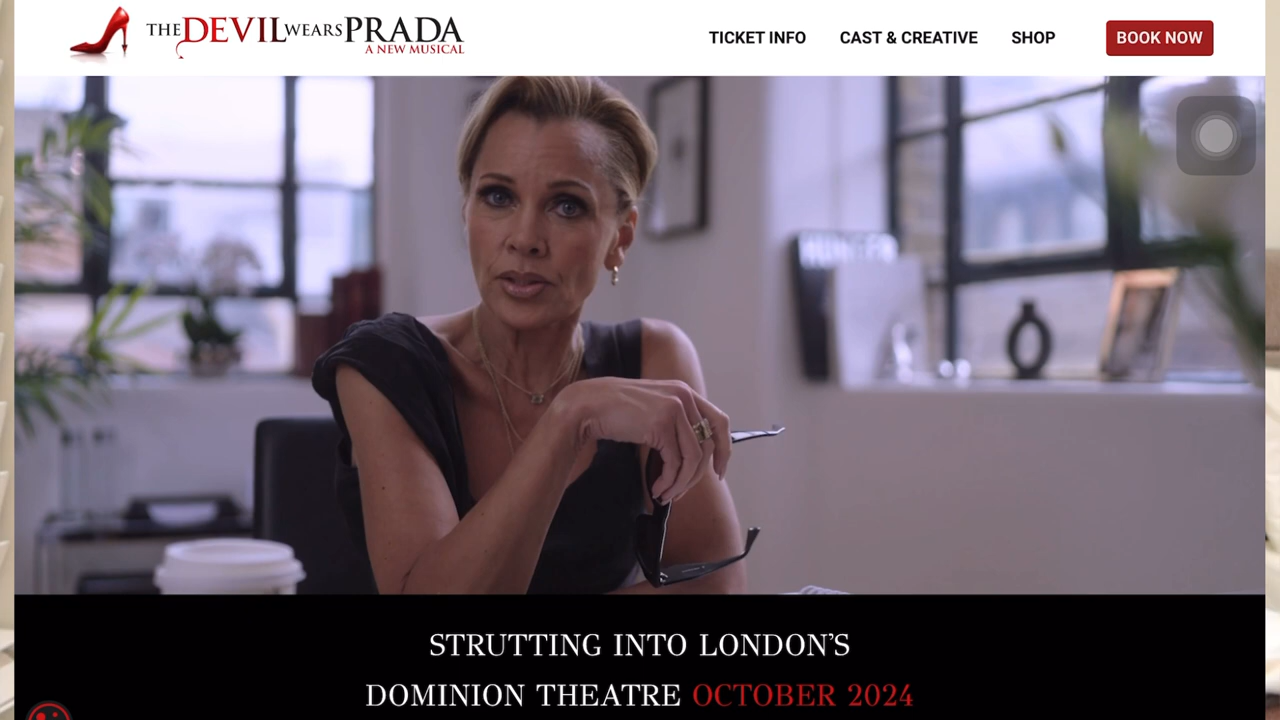 THE DEVIL WEARS PRADA
A NEW MUSICAL
TICKET INFO
CAST & CREATIVE
SHOP
BOOK NOW
HUNGER
STRUTTING INTO LONDON'S
DOMINION THEATRE OCTOBER 2024